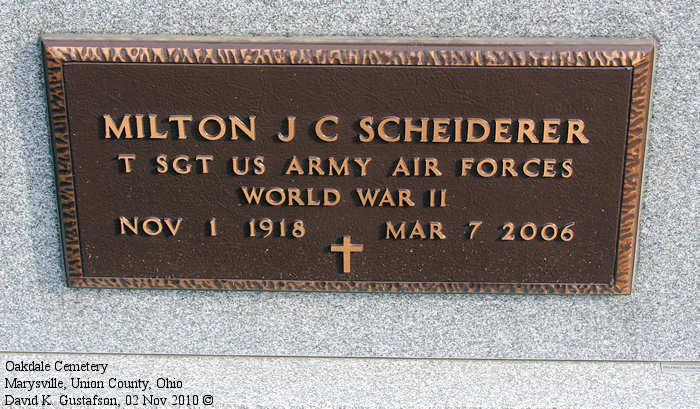 MILTON J C SCHEIDERER
T SGT US ARMY AIR FORCES
WORLD WAR II
NOV 1 1918 MAR 7 2006
Oakdale Cemetery
Marysville, Union County, Ohio
David K. Gustafson, 02 Nov 2010 ©